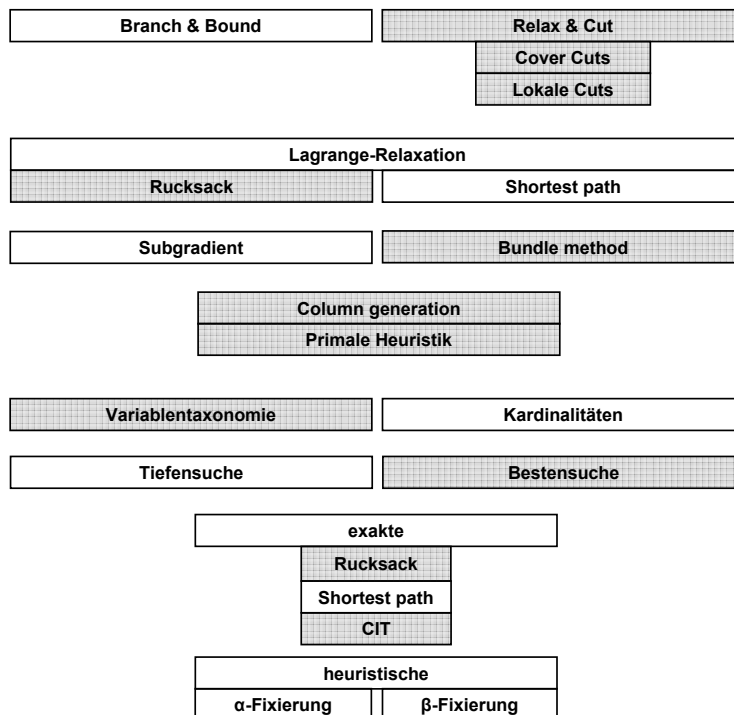 Branch & Bound
Relax & Cut
Cover Cuts
Lokale Cuts
Lagrange-Relaxation
Rucksack
Shortest path
Subgradient
Bundle method
Column generation
Primale Heuristik
Variablentaxonomie
Kardinalitäten
Tiefensuche
Bestensuche
exakte
Rucksack
Shortest path
CIT
heuristische
α-Fixierung
β-Fixierung